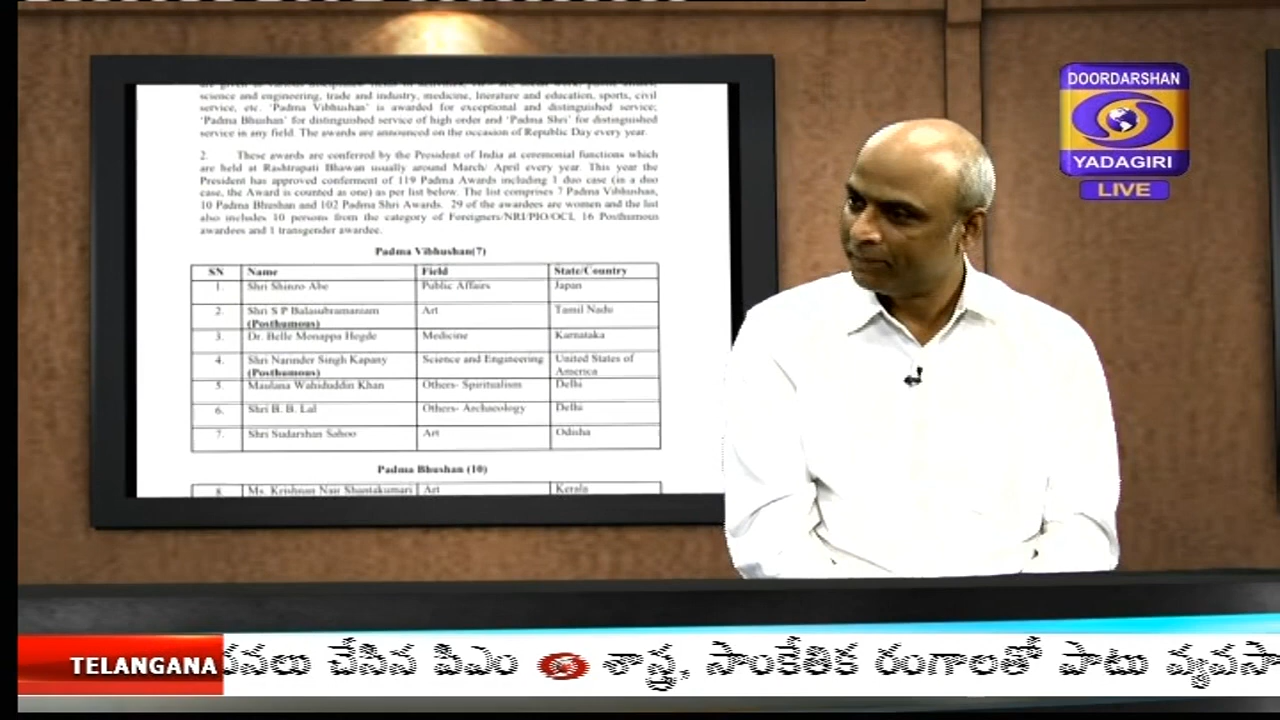 science and engineering, trade and industry, medicine, literature and education, sports, civil
service, etc. 'Padma Vibhushan' is awarded for exceptional and distinguished service;
'Padma Bhushan' for distinguished service of high order and 'Padma Shri' for distinguished
service in any field. The awards are announced on the occasion of Republic Day every year.
2. These awards are conferred by the President of India at ceremonial functions which
are held at Rashtrapati Bhawan usually around March/ April every year. This year the
President has approved conferment of 119 Padma Awards including 1 duo case (in a duo
case, the Award is counted as one) as per list below. The list comprises 7 Padma Vibhushan,
10 Padma Bhushan and 102 Padma Shri Awards. 29 of the awardees are women and the list
also includes 10 persons from the category of Foreigners/NRI/PIO/OCI, 16 Posthumous
awardees and 1 transgender awardee.
Padma Vibhushan(7)
SN Name Field State/Country
1. Shri Shinzo Abe Public Affairs Japan
2. Shri S P Balasubramaniam (Posthumous) Art Tamil Nadu
3. Dr. Belle Monappa Hegde Medicine Karnataka
4. Shri Narinder Singh Kapany (Posthumous) Science and Engineering United States of America
5. Maulana Wahiduddin Khan Others- Spiritualism Delhi
6. Shri B. B. Lal Others- Archaeology Delhi
7. Shri Sudarshan Sahoo Art Odisha
Padma Bhushan (10)
8. Ms. Krishnan Nair Shantakumari Art Kerala
DOORDARSHAN
YADAGIRI
LIVE
TELANGANA చేసిన పిఎం శాస్త్ర, సాంకేతిక రంగాలతో పాటు